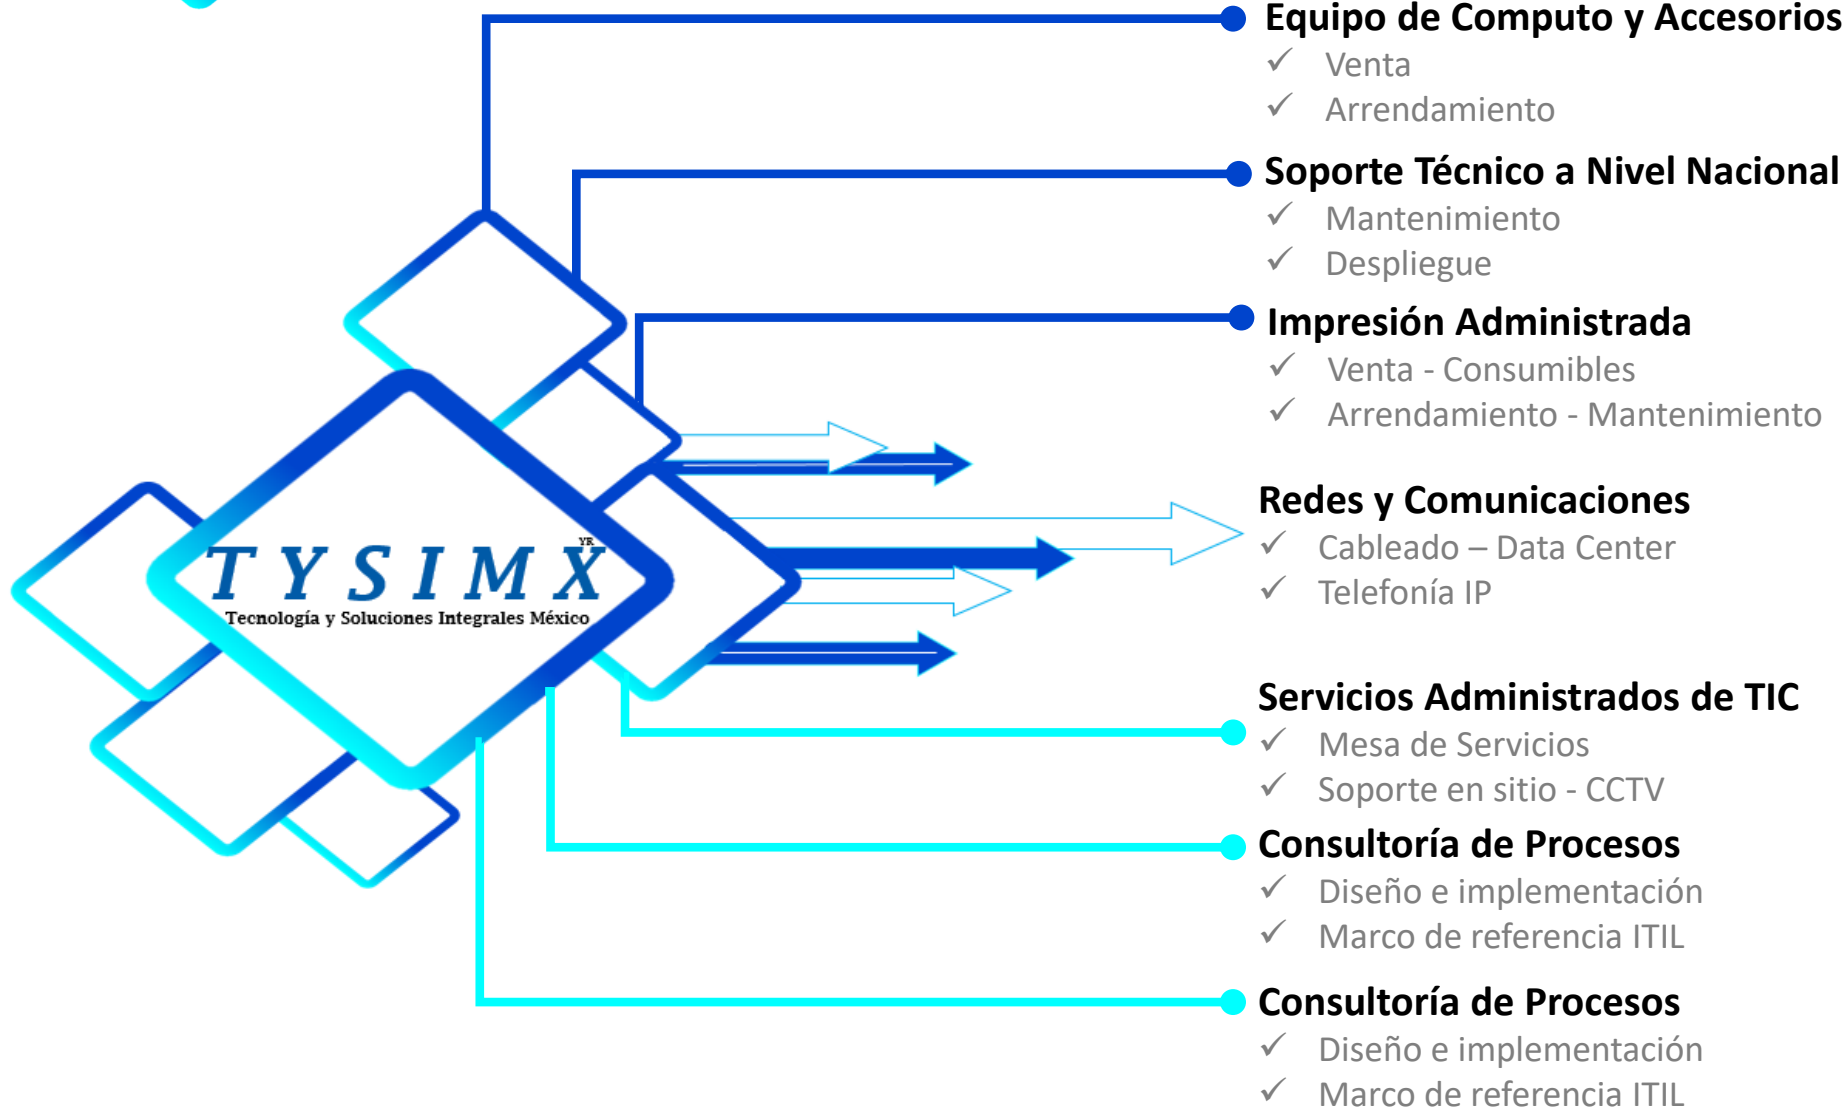 Equipo de Computo y Accesorios
✓ Venta
✓ Arrendamiento
Soporte Técnico a Nivel Nacional
✓ Mantenimiento
✓ Despliegue
Impresión Administrada
✓ Venta - Consumibles
✓ Arrendamiento - Mantenimiento
Redes y Comunicaciones
✓ Cableado – Data Center
✓ Telefonía IP
YR
TYSIMX
Tecnología y Soluciones Integrales México
Servicios Administrados de TIC
✓ Mesa de Servicios
✓ Soporte en sitio - CCTV
Consultoría de Procesos
✓ Diseño e implementación
✓ Marco de referencia ITIL
Consultoría de Procesos
✓ Diseño e implementación
✓ Marco de referencia ITIL